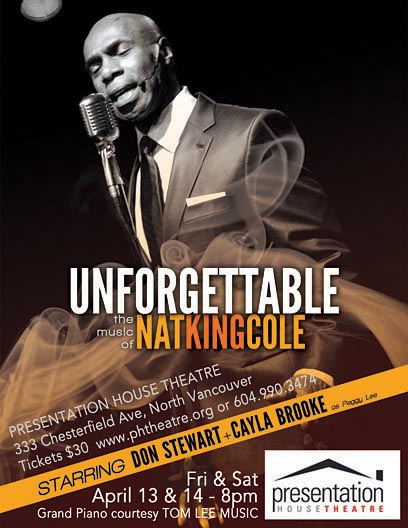 UNFORGETTABLE
the
music
of
NATKINGCOLE
PRESENTATION HOUSE THEATRE
333 Chesterfield Ave, North Vancouver
Tickets $30 www.phtheatre.org or 604.990.3474
STARRING DON STEWART + CAYLA BROOKE as Peggy Lee
Fri & Sat
April 13 & 14 - 8pm
Grand Piano courtesy TOM LEE MUSIC
presentation
HOUSETHEATRE